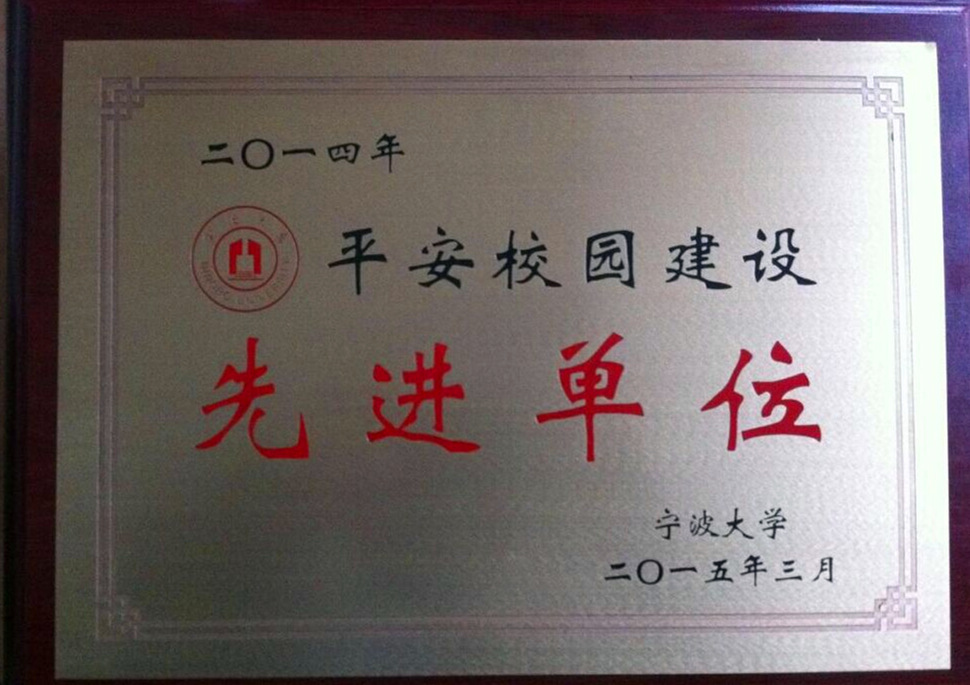 二〇一四年
平安校园建设
先进单位
宁波大学
二〇一五年三月